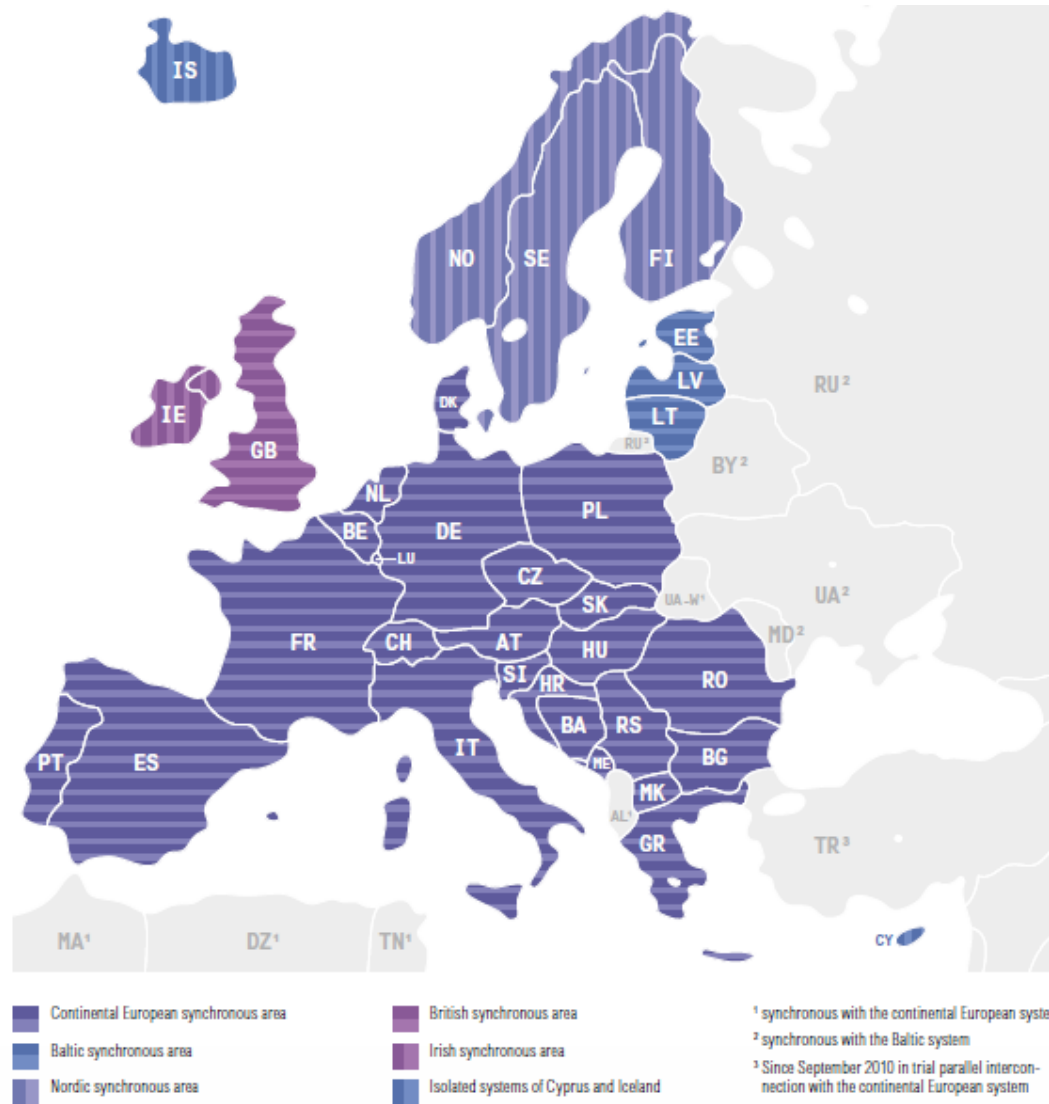 IS
NO
SE
FI
EE
LV
LT
RU²
RU²
BY²
IE
GB
DK
NL
BE
LU
DE
PL
CZ
SK
UA-W¹
UA²
MD²
FR
CH
AT
HU
SI
HR
RO
BA
RS
ME
BG
MK
AL¹
GR
IT
PT
ES
TR³
CY
MA¹
DZ¹
TN¹
Continental European synchronous area
Baltic synchronous area
Nordic synchronous area
British synchronous area
Irish synchronous area
Isolated systems of Cyprus and Iceland
¹ synchronous with the continental European syste
² synchronous with the Baltic system
³ Since September 2010 in trial parallel intercon-
nection with the continental European system